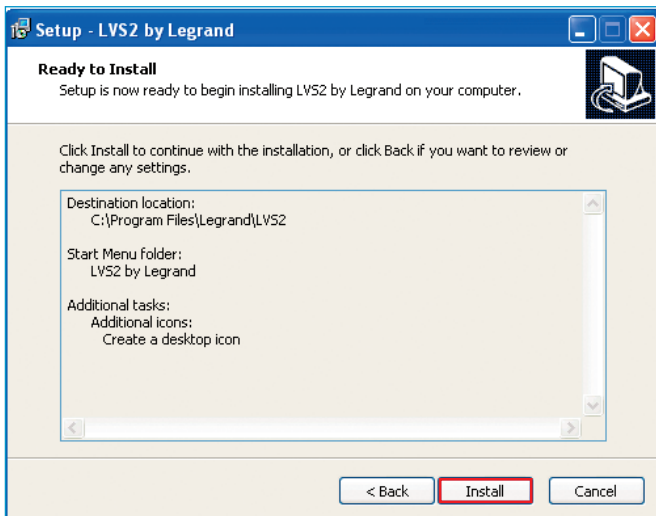 Setup - LVS2 by Legrand
Ready to Install
Setup is now ready to begin installing LVS2 by Legrand on your computer.
Click Install to continue with the installation, or click Back if you want to review or
change any settings.
Destination location:
C:\Program Files\Legrand\LVS2
Start Menu folder:
LVS2 by Legrand
Additional tasks:
Additional icons:
Create a desktop icon
< Back
Install
Cancel